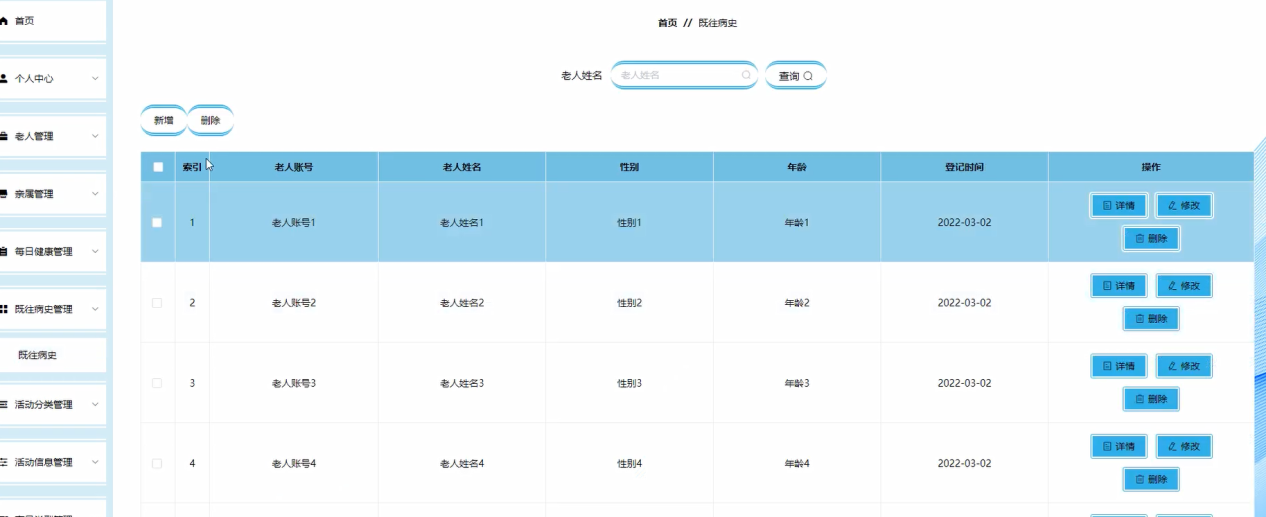 首页
个人中心
老人管理
亲属管理
每日健康管理
既往病史管理
既往病史
活动分类管理
活动信息管理
首页 // 既往病史
老人姓名 老人姓名 查询
新增 删除
索引 老人账号 老人姓名 性别 年龄 登记时间 操作
1 老人账号1 老人姓名1 性别1 年龄1 2022-03-02 详情 修改
删除
2 老人账号2 老人姓名2 性别2 年龄2 2022-03-02 详情 修改
删除
3 老人账号3 老人姓名3 性别3 年龄3 2022-03-02 详情 修改
删除
4 老人账号4 老人姓名4 性别4 年龄4 2022-03-02 详情 修改
删除